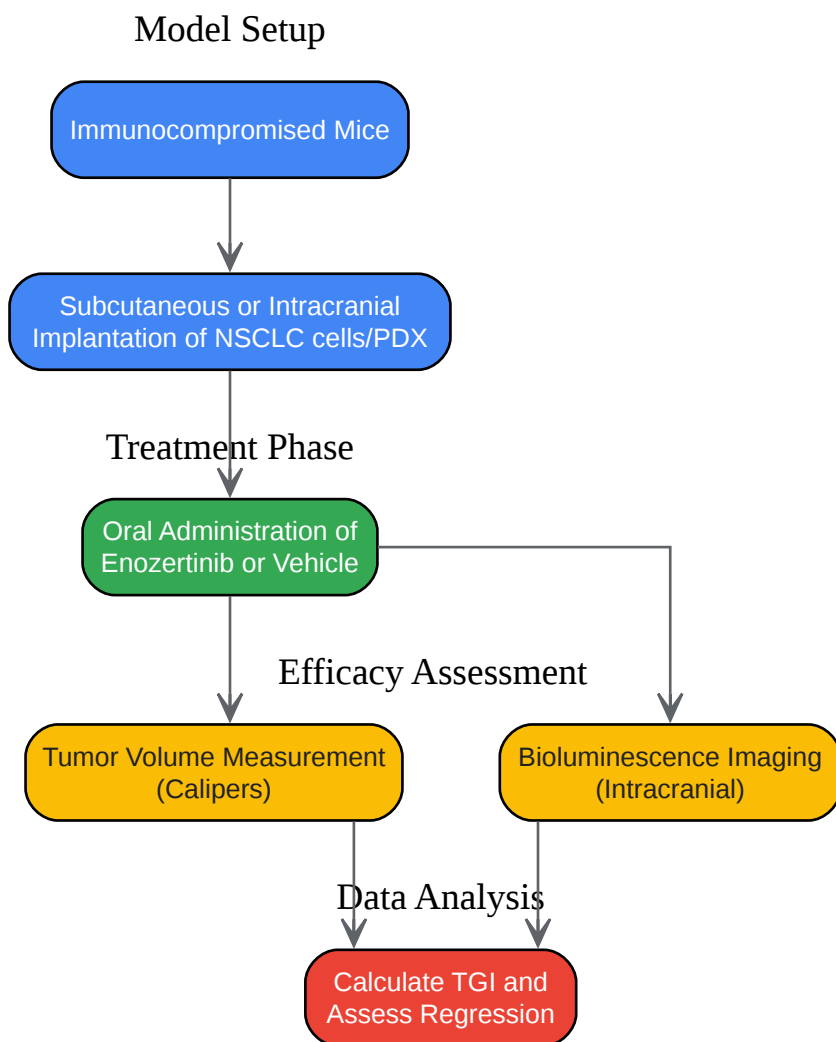 Model Setup
Immunocompromised Mice
Subcutaneous or Intracranial
Implantation of NSCLC cells/PDX
Treatment Phase
Oral Administration of
Enozertinib or Vehicle
Efficacy Assessment
Tumor Volume Measurement
(Calipers)
Bioluminescence Imaging
(Intracranial)
Data Analysis
Calculate TGI and
Assess Regression